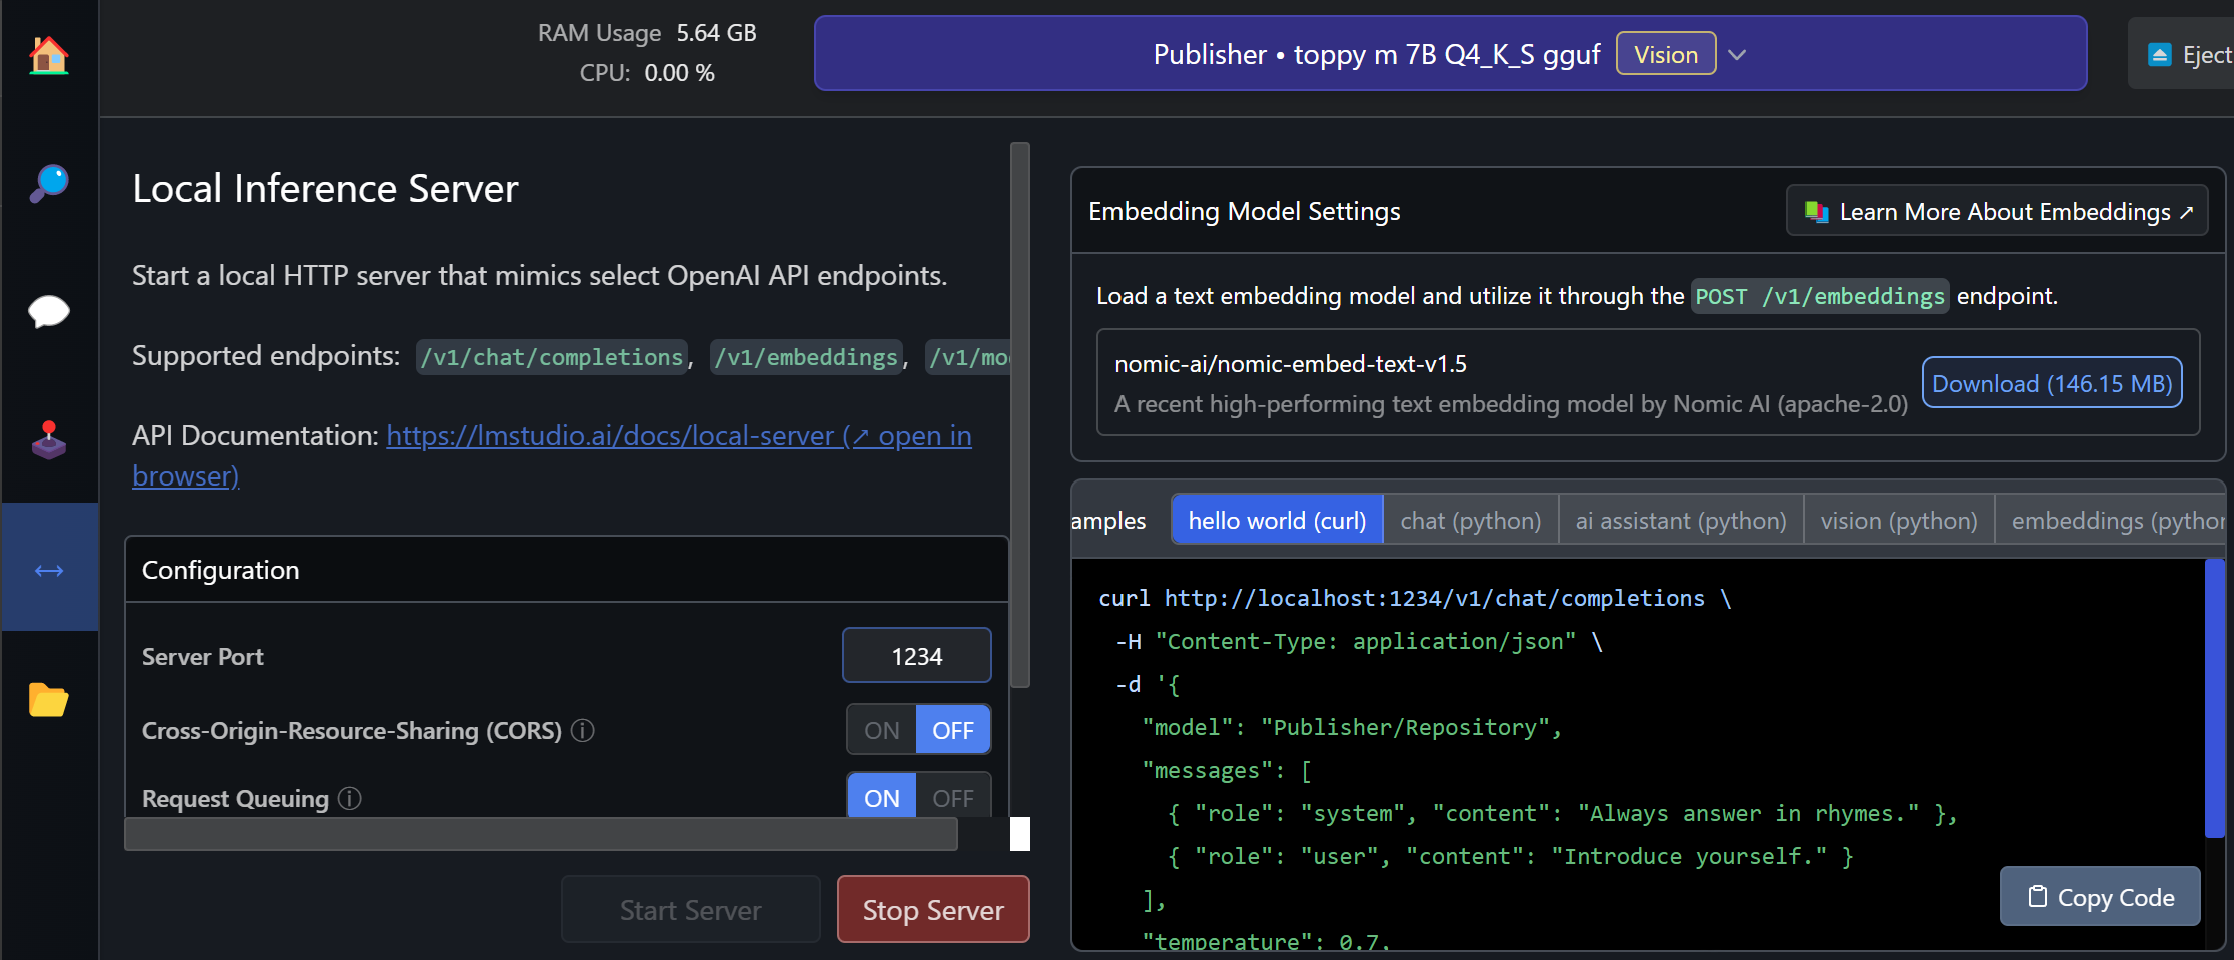 RAM Usage 5.64 GB
CPU: 0.00 %
Publisher • toppy m 7B Q4_K_S gguf Vision
Eject
Local Inference Server
Start a local HTTP server that mimics select OpenAI API endpoints.
Supported endpoints: /v1/chat/completions, /v1/embeddings, /v1/mo
API Documentation: https://lmstudio.ai/docs/local-server (↗ open in
browser)
Configuration
Server Port 1234
Cross-Origin-Resource-Sharing (CORS) ⓘ ON OFF
Request Queuing ⓘ ON OFF
Start Server Stop Server
Embedding Model Settings
Learn More About Embeddings ↗
Load a text embedding model and utilize it through the POST /v1/embeddings endpoint.
nomic-ai/nomic-embed-text-v1.5
A recent high-performing text embedding model by Nomic AI (apache-2.0)
Download (146.15 MB)
amples hello world (curl) chat (python) ai assistant (python) vision (python) embeddings (python
curl http://localhost:1234/v1/chat/completions \
-H "Content-Type: application/json" \
-d '{
"model": "Publisher/Repository",
"messages": [
{ "role": "system", "content": "Always answer in rhymes." },
{ "role": "user", "content": "Introduce yourself." }
],
"temperature": 0.7,
Copy Code